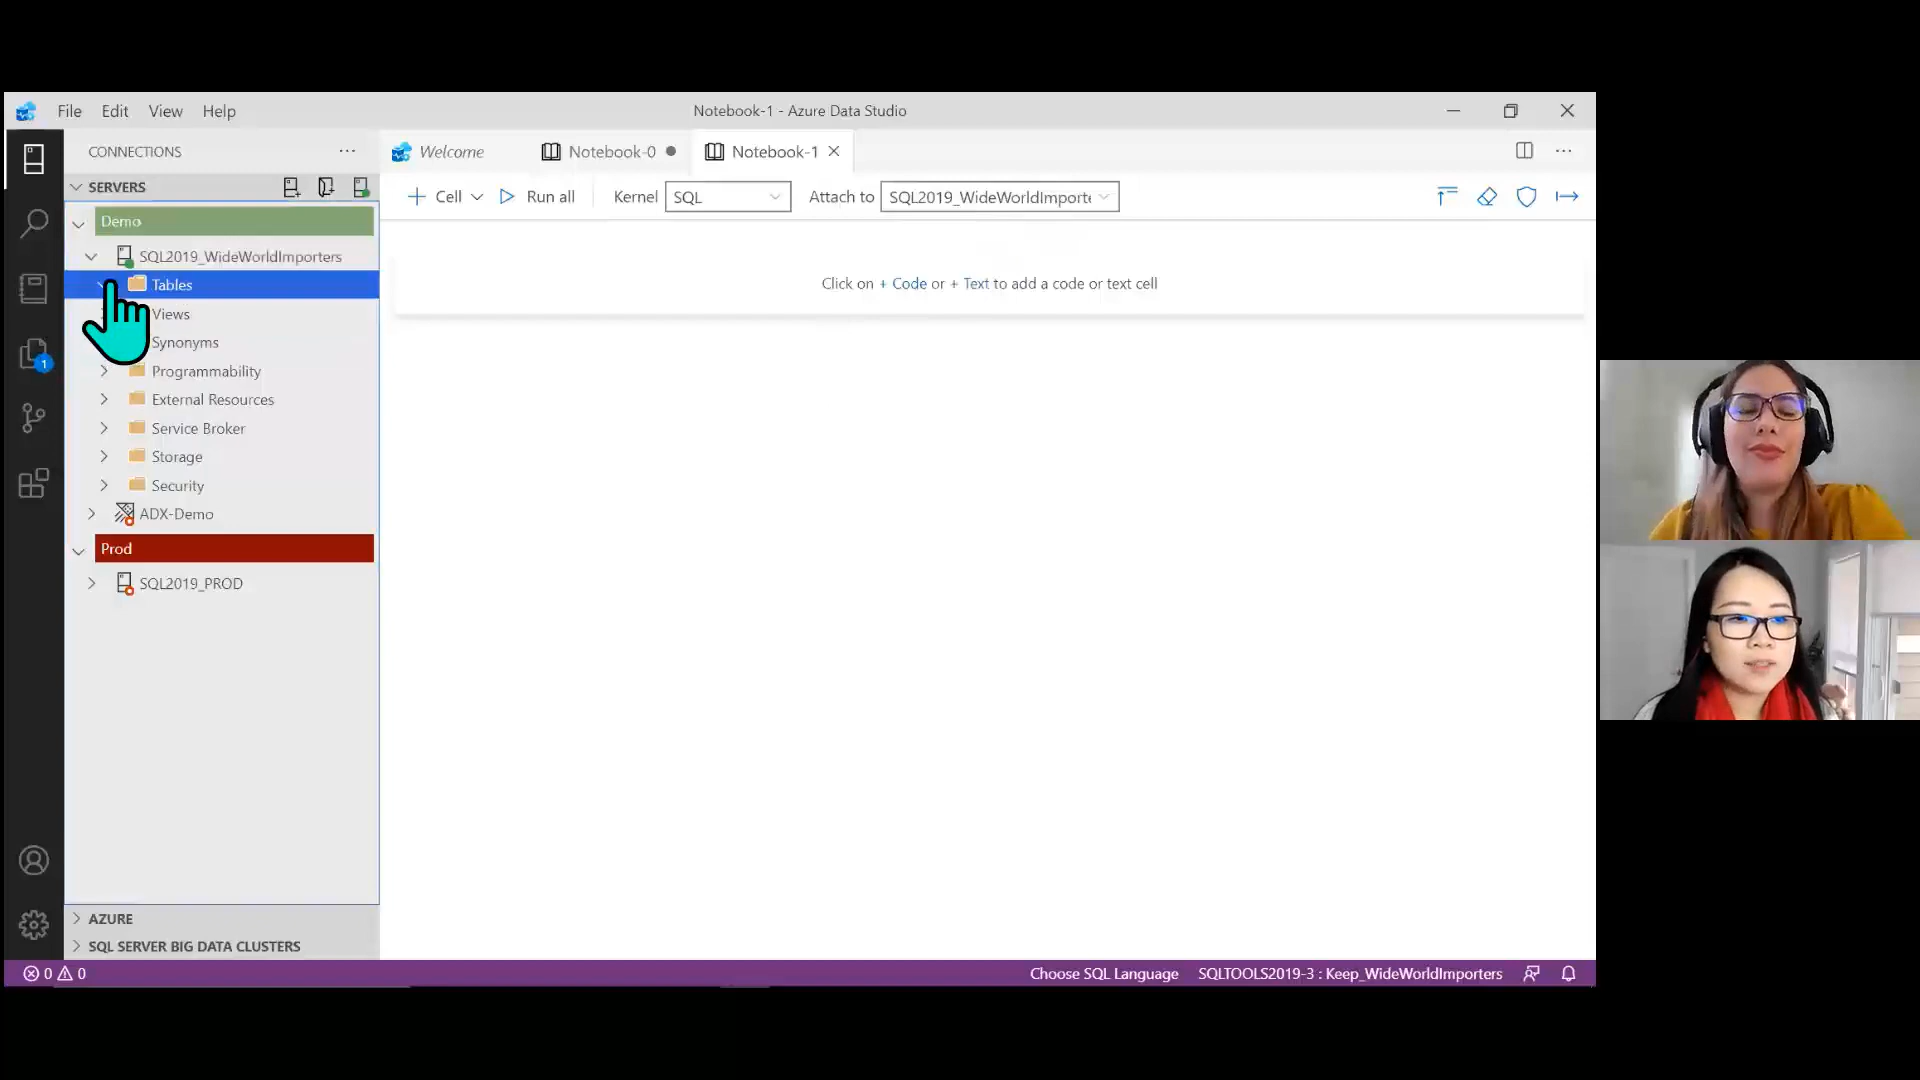 File Edit View Help
Notebook-1 - Azure Data Studio
CONNECTIONS
Welcome
Notebook-0
Notebook-1
SERVERS
Cell
Run all
Kernel
SQL
Attach to
SQL2019_WideWorldImporte
Demo
SQL2019_WideWorldImporters
Tables
Click on + Code or + Text to add a code or text cell
Views
Synonyms
Programmability
External Resources
Service Broker
Storage
Security
ADX-Demo
Prod
SQL2019_PROD
1
AZURE
SQL SERVER BIG DATA CLUSTERS
0 0
Choose SQL Language
SQLTOOLS2019-3 : Keep_WideWorldImporters